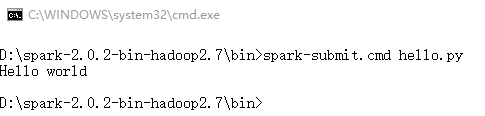 C:\WINDOWS\system32\cmd.exe
D:\spark-2.0.2-bin-hadoop2.7\bin>spark-submit.cmd hello.py
Hello world
D:\spark-2.0.2-bin-hadoop2.7\bin>